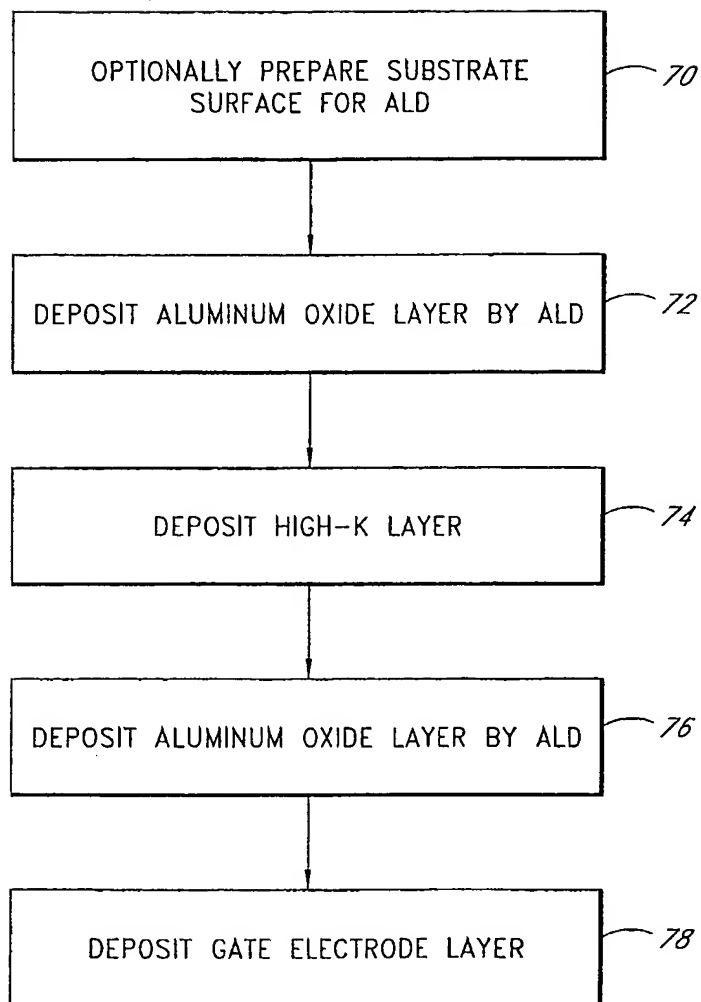 OPTIONALLY PREPARE SUBSTRATE
SURFACE FOR ALD
70
DEPOSIT ALUMINUM OXIDE LAYER BY ALD
72
DEPOSIT HIGH-K LAYER
74
DEPOSIT ALUMINUM OXIDE LAYER BY ALD
76
DEPOSIT GATE ELECTRODE LAYER
78